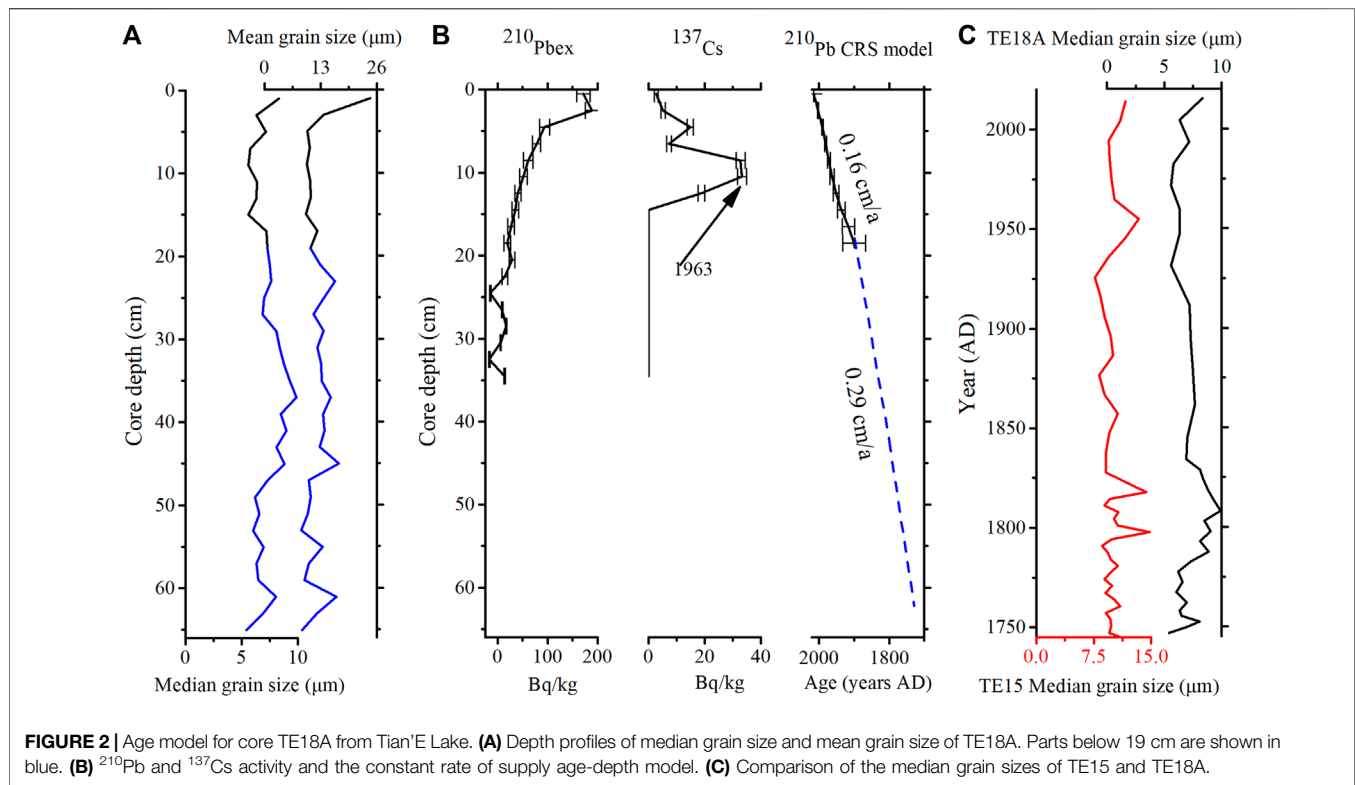 A
Mean grain size (μm)
0 13 26
0
10
20
30
40
50
60
Core depth (cm)
0 5 10
Median grain size (μm)
B
210Pbex
137Cs
210Pb CRS model
0
10
20
30
40
50
60
Core depth (cm)
0 100 200
Bq/kg
1963
0 20 40
Bq/kg
0.16 cm/a
0.29 cm/a
2000 1800
Age (years AD)
C
TE18A Median grain size (μm)
0 5 10
2000
1950
1900
1850
1800
1750
Year (AD)
0.0 7.5 15.0
TE15 Median grain size (μm)
FIGURE 2 | Age model for core TE18A from Tian'E Lake. (A) Depth profiles of median grain size and mean grain size of TE18A. Parts below 19 cm are shown in
blue. (B) 210Pb and 137Cs activity and the constant rate of supply age-depth model. (C) Comparison of the median grain sizes of TE15 and TE18A.